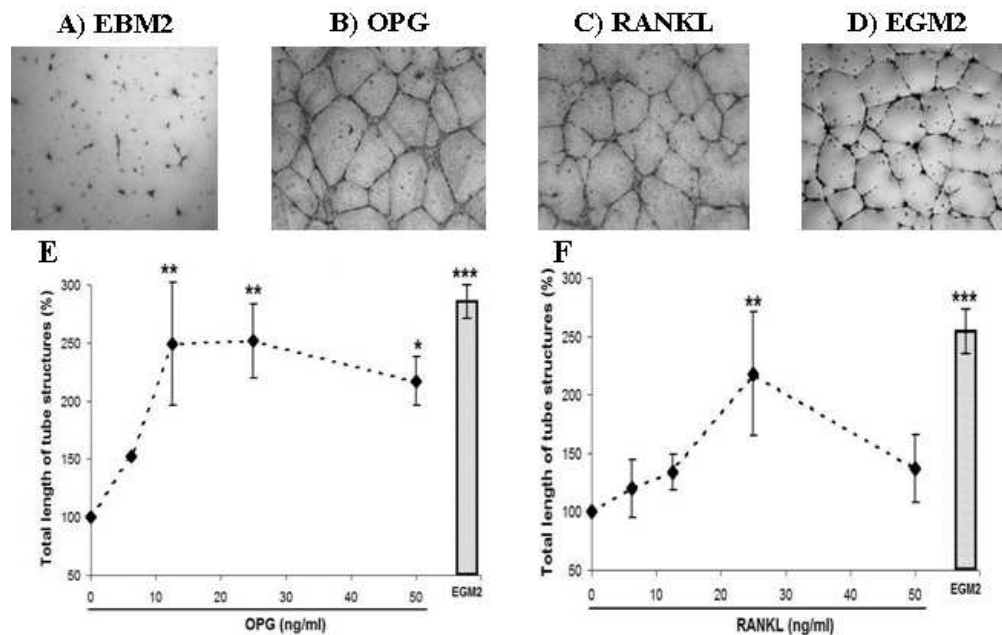 A) EBM2
B) OPG
C) RANKL
D) EGM2
E
Total length of tube structures (%)
300
250
200
150
100
50
** ** * ***
0 10 20 30 40 50 EGM2
OPG (ng/ml)
F
Total length of tube structures (%)
300
250
200
150
100
50
** ***
0 10 20 30 40 50 EGM2
RANKL (ng/ml)